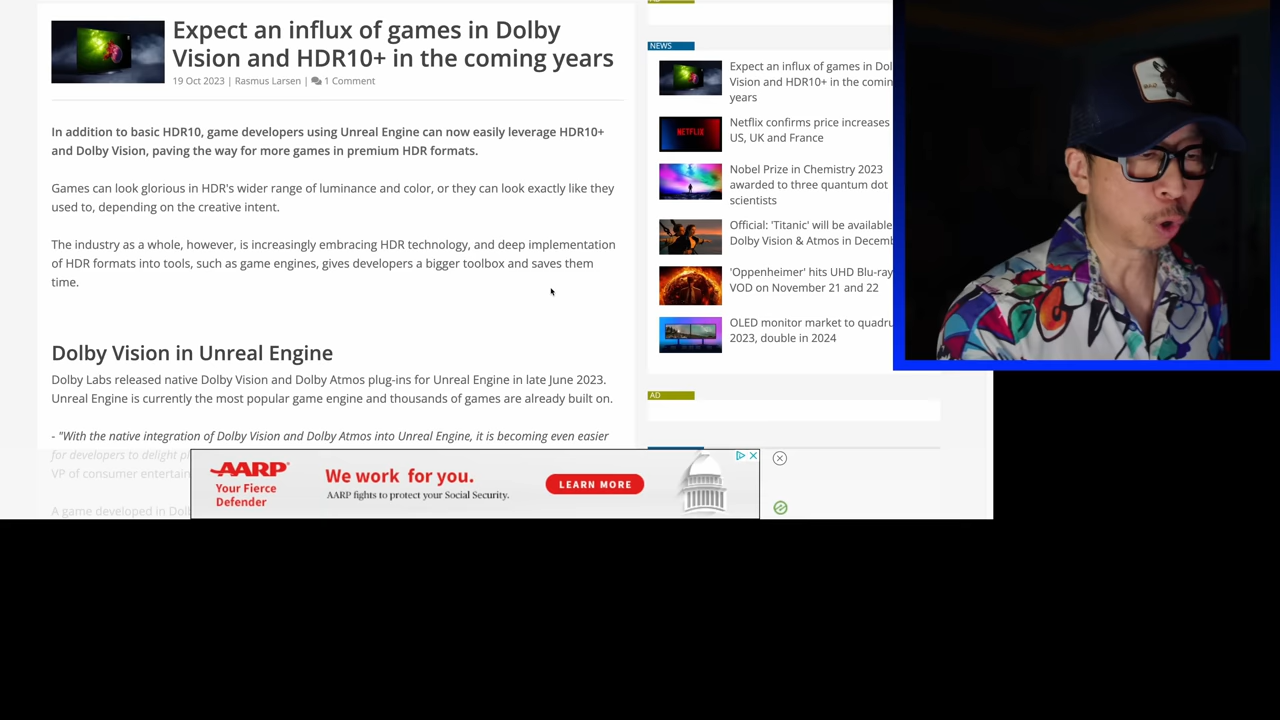 Expect an influx of games in Dolby
Vision and HDR10+ in the coming years
19 Oct 2023 | Rasmus Larsen | 1 Comment
In addition to basic HDR10, game developers using Unreal Engine can now easily leverage HDR10+
and Dolby Vision, paving the way for more games in premium HDR formats.
Games can look glorious in HDR's wider range of luminance and color, or they can look exactly like they
used to, depending on the creative intent.
The industry as a whole, however, is increasingly embracing HDR technology, and deep implementation
of HDR formats into tools, such as game engines, gives developers a bigger toolbox and saves them
time.
Dolby Vision in Unreal Engine
Dolby Labs released native Dolby Vision and Dolby Atmos plug-ins for Unreal Engine in late June 2023.
Unreal Engine is currently the most popular game engine and thousands of games are already built on.
- "With the native integration of Dolby Vision and Dolby Atmos into Unreal Engine, it is becoming even easier
for developers to delight
VP of consumer
A game developed in
AARP
Your Fierce
Defender
We work for you.
AARP fights to protect your Social Security.
LEARN MORE
NEWS
Expect an influx of games in
Vision and HDR10+ in the
years
NETFLIX
Netflix confirms price increases
US, UK and France
Nobel Prize in Chemistry 2023
awarded to three quantum dot
scientists
Official: 'Titanic' will be available
Dolby Vision & Atmos in
'Oppenheimer' hits UHD Blu-ray
VOD on November 21 and 22
OLED monitor market to
2023, double in 2024
AD